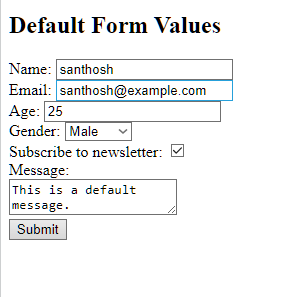 Default Form Values
Name: santhosh
Email: santhosh@example.com
Age: 25
Gender: Male
Subscribe to newsletter:
Message:
This is a default
message.
Submit